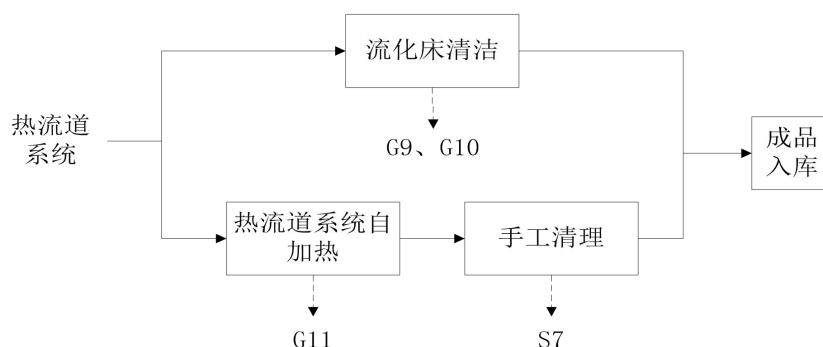 流化床清洁
热流道
系统
G9、G10
成品
入库
热流道系统自
加热
手工清理
G11
S7